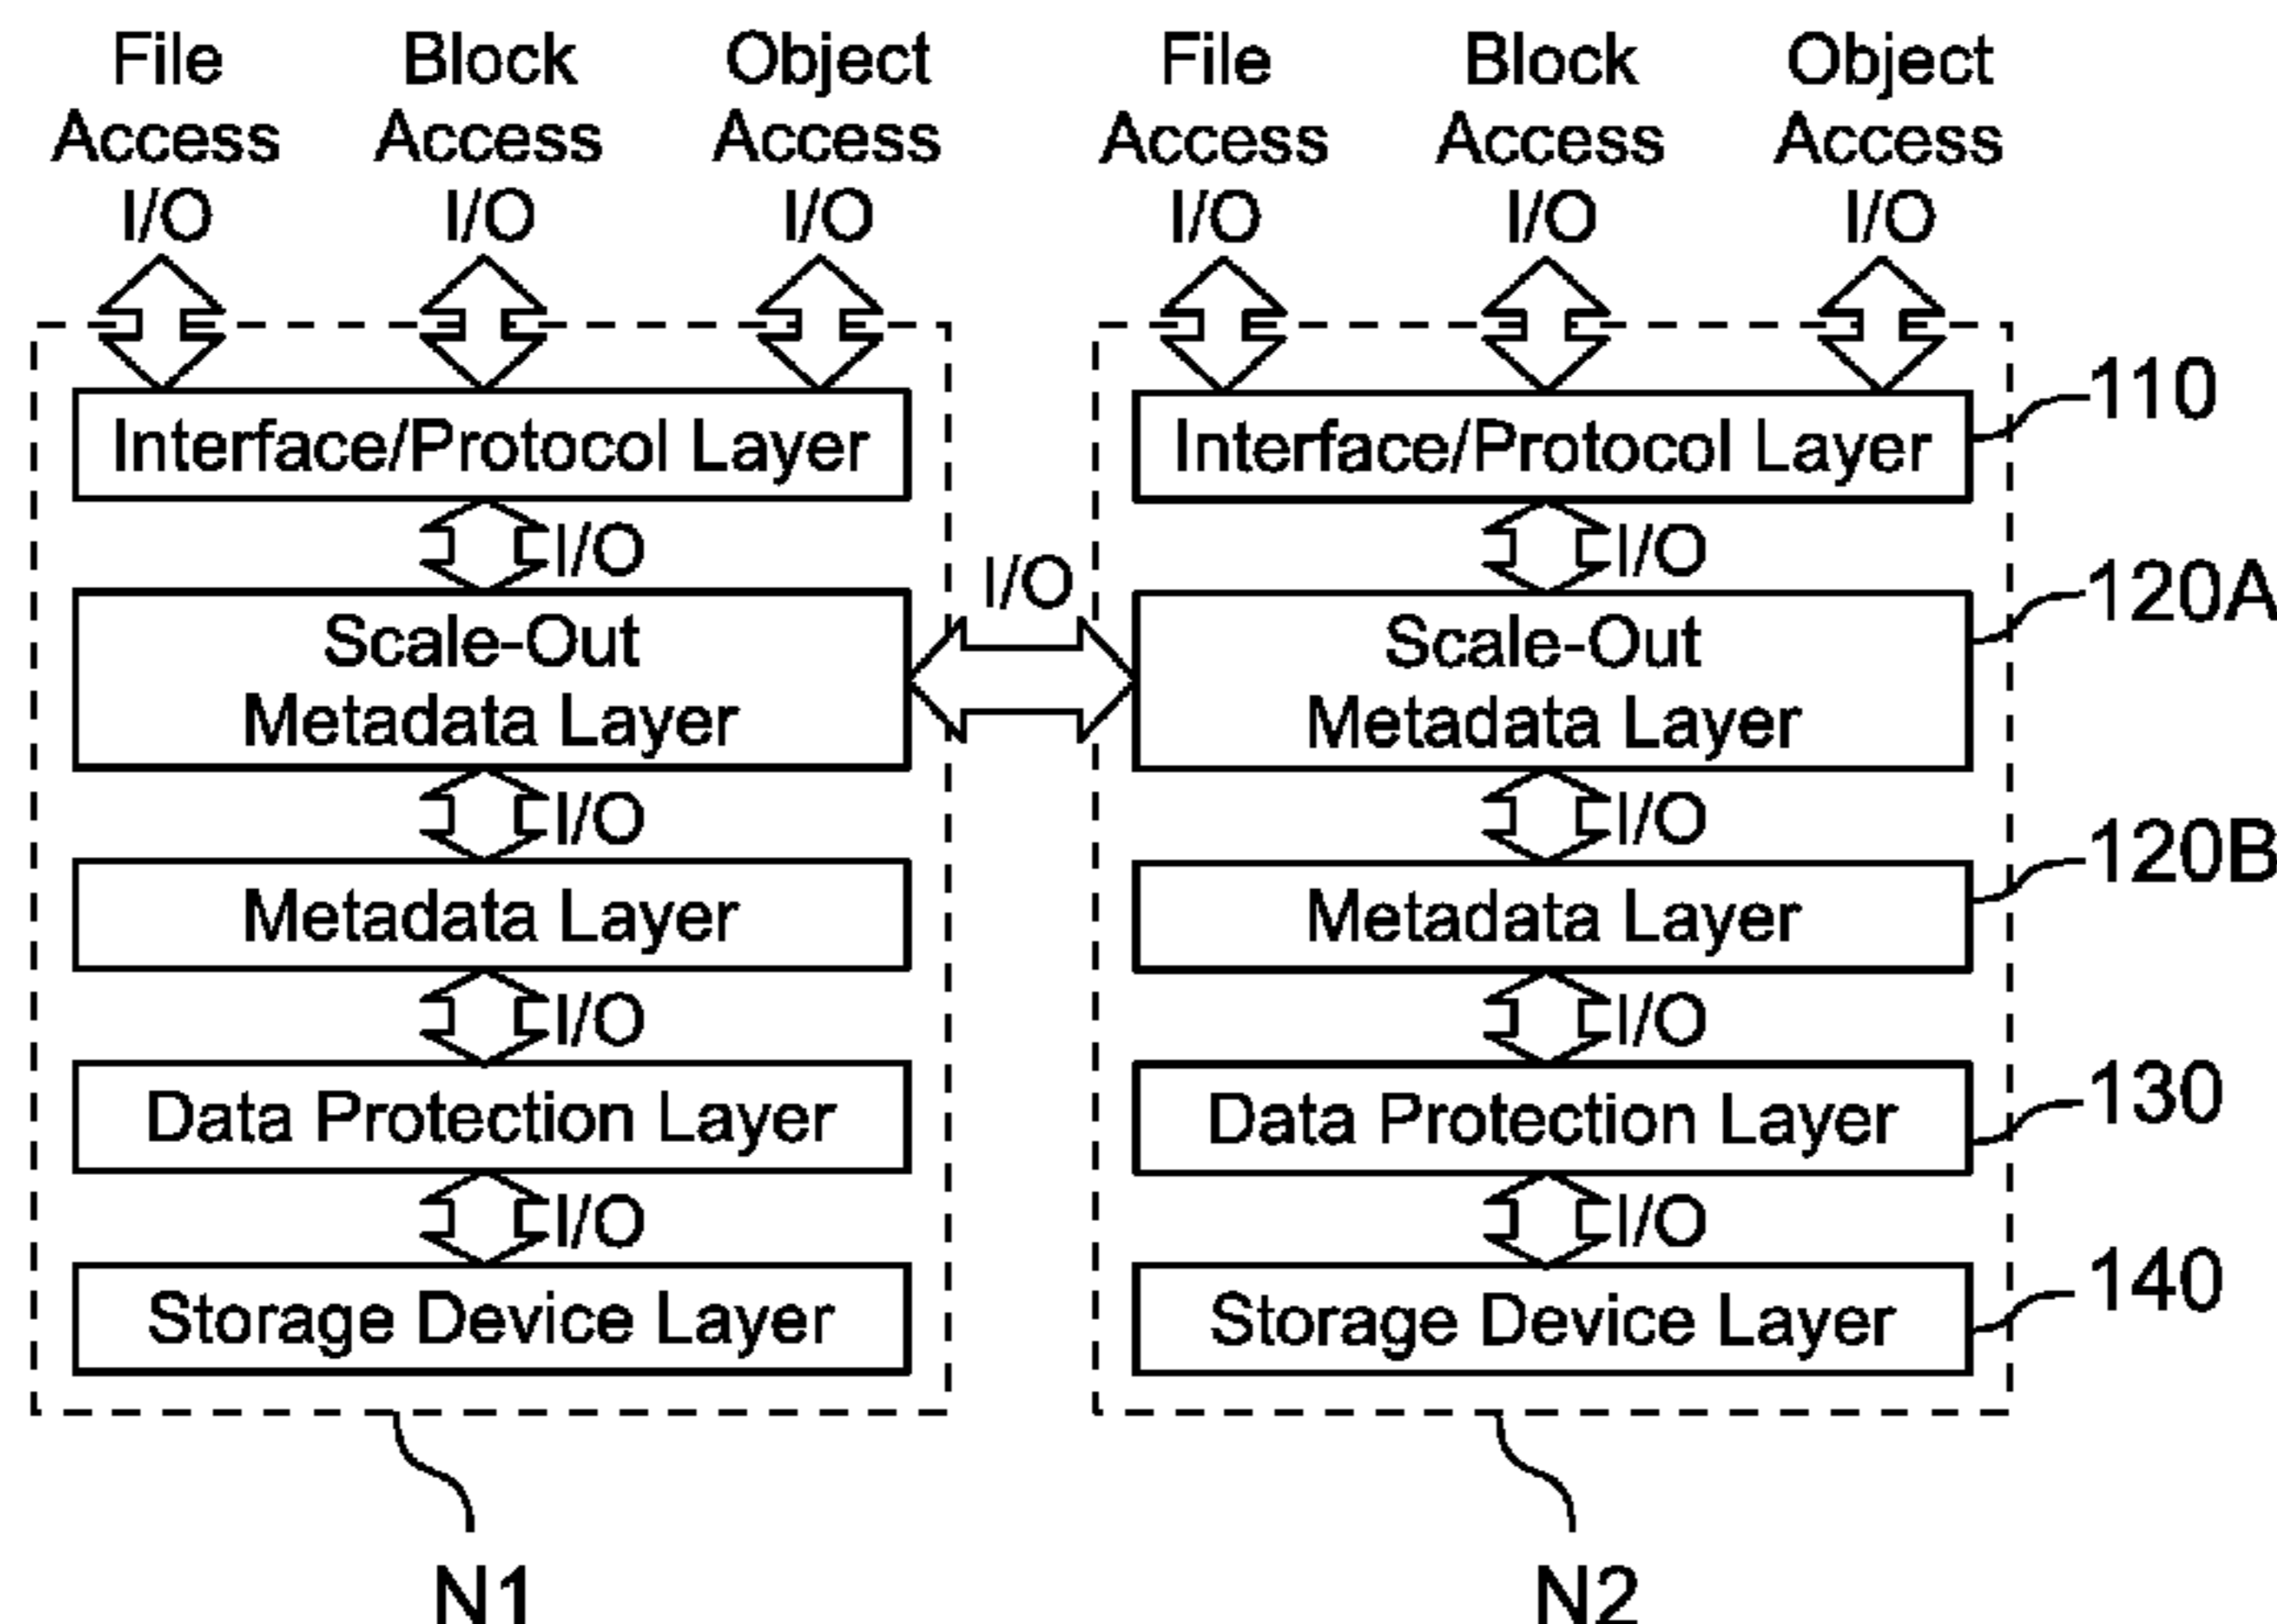 File
Access
I/O
Block
Access
I/O
Object
Access
I/O
File
Access
I/O
Block
Access
I/O
Object
Access
I/O
Interface/Protocol Layer
I/O
Scale-Out
Metadata Layer
I/O
Metadata Layer
I/O
Data Protection Layer
I/O
Storage Device Layer
N1
I/O
Interface/Protocol Layer
110
I/O
Scale-Out
Metadata Layer
120A
I/O
Metadata Layer
120B
I/O
Data Protection Layer
130
I/O
Storage Device Layer
140
N2